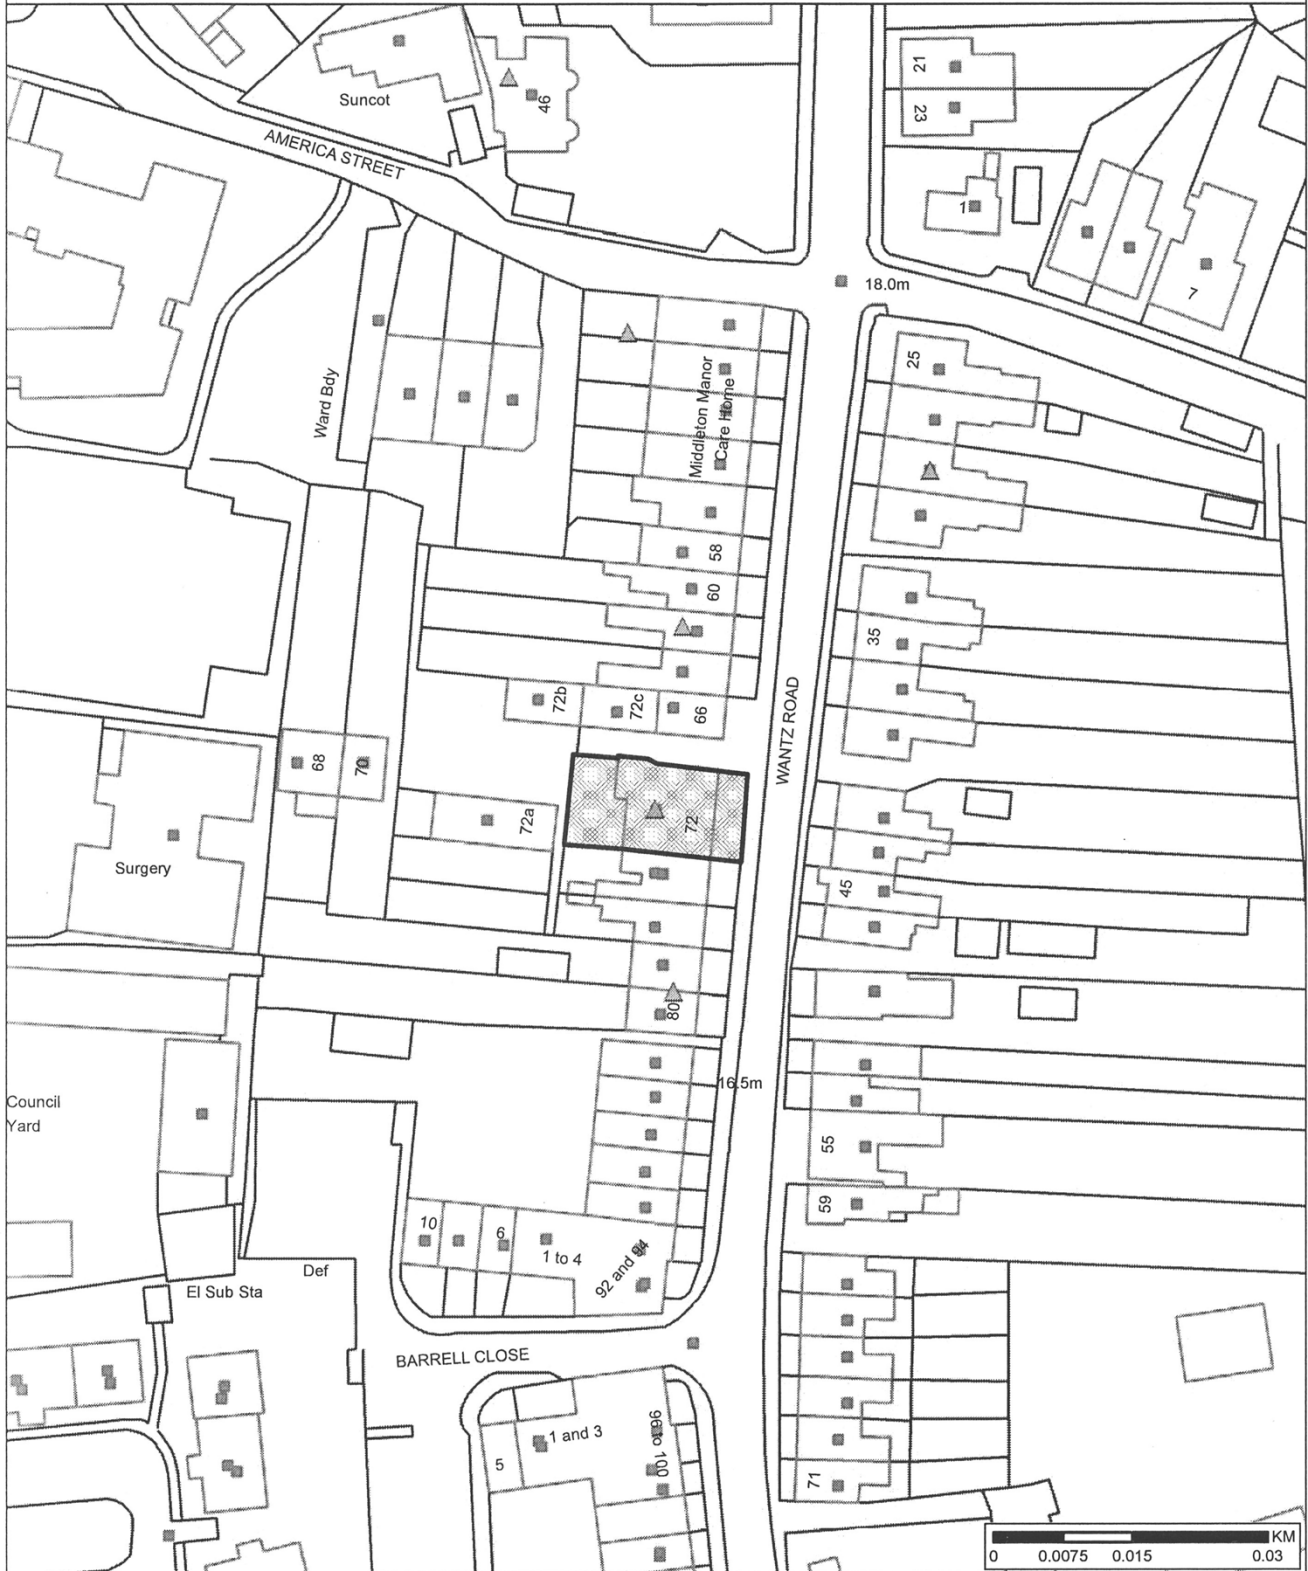 21
23
Suncot
46
AMERICA STREET
1
7
18.0m
25
Ward Bdy
Middleton Manor
Care Home
58
60
35
72b
72c
66
WANTZ ROAD
68
70
72a
72
45
Surgery
80
16.5m
Council
Yard
55
59
10
6
1 to 4
92 and 94
Def
El Sub Sta
BARRELL CLOSE
1 and 3
96 to 100
5
71
KM
0 0.0075 0.015 0.03